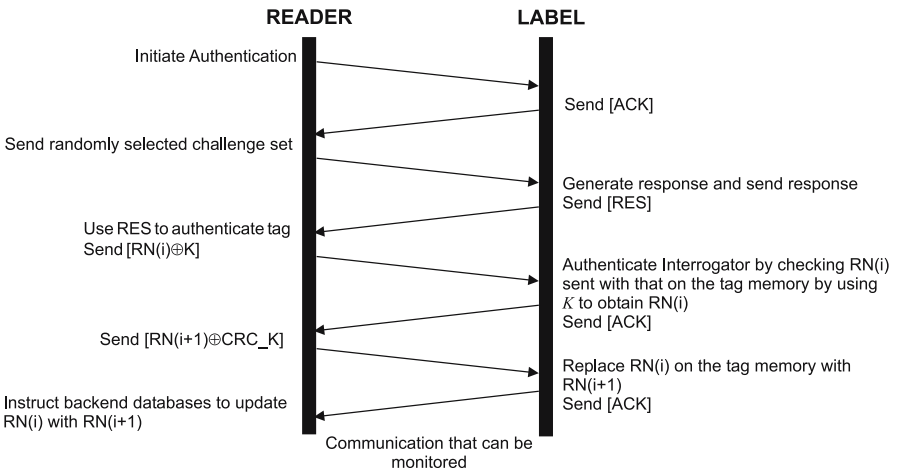 READER
LABEL
Initiate Authentication
Send [ACK]
Send randomly selected challenge set
Generate response and send response
Send [RES]
Use RES to authenticate tag
Send [RN(i)⊕K]
Authenticate Interrogator by checking RN(i)
sent with that on the tag memory by using
K to obtain RN(i)
Send [ACK]
Send [RN(i+1)⊕CRC_K]
Replace RN(i) on the tag memory with
RN(i+1)
Send [ACK]
Instruct backend databases to update
RN(i) with RN(i+1)
Communication that can be
monitored